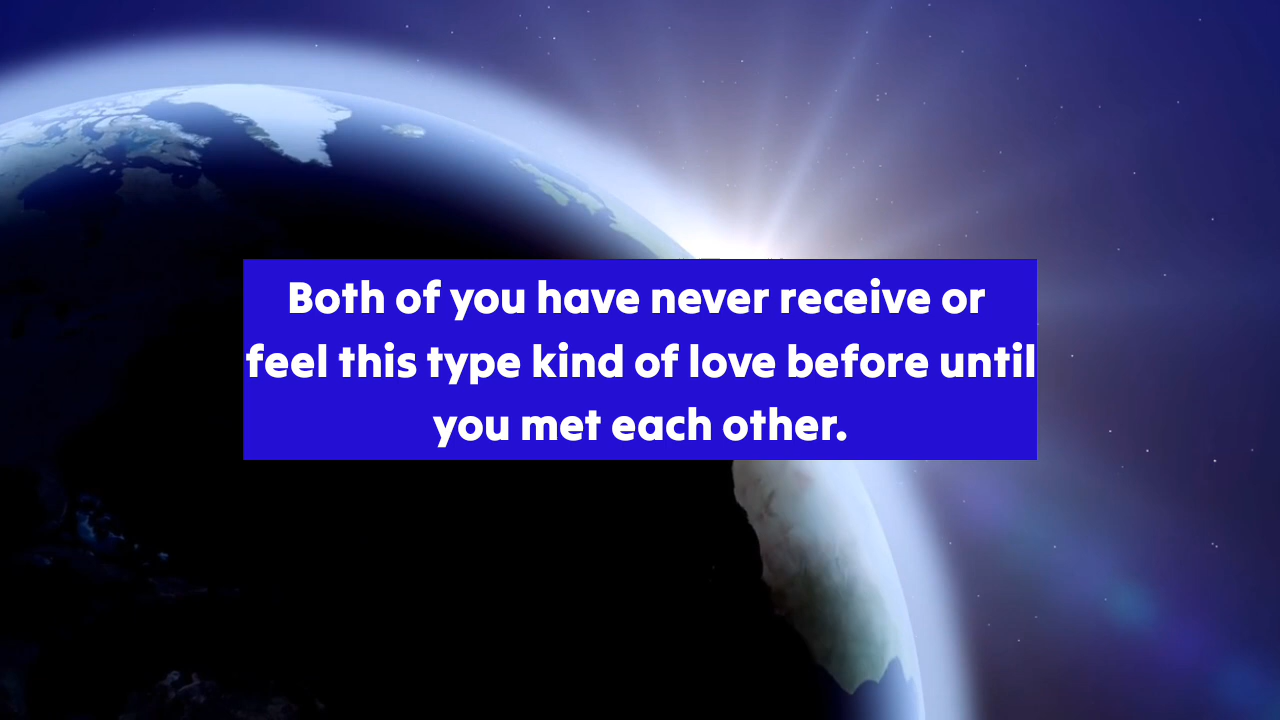 Both of you have never receive or
feel this type kind of love before until
you met each other.